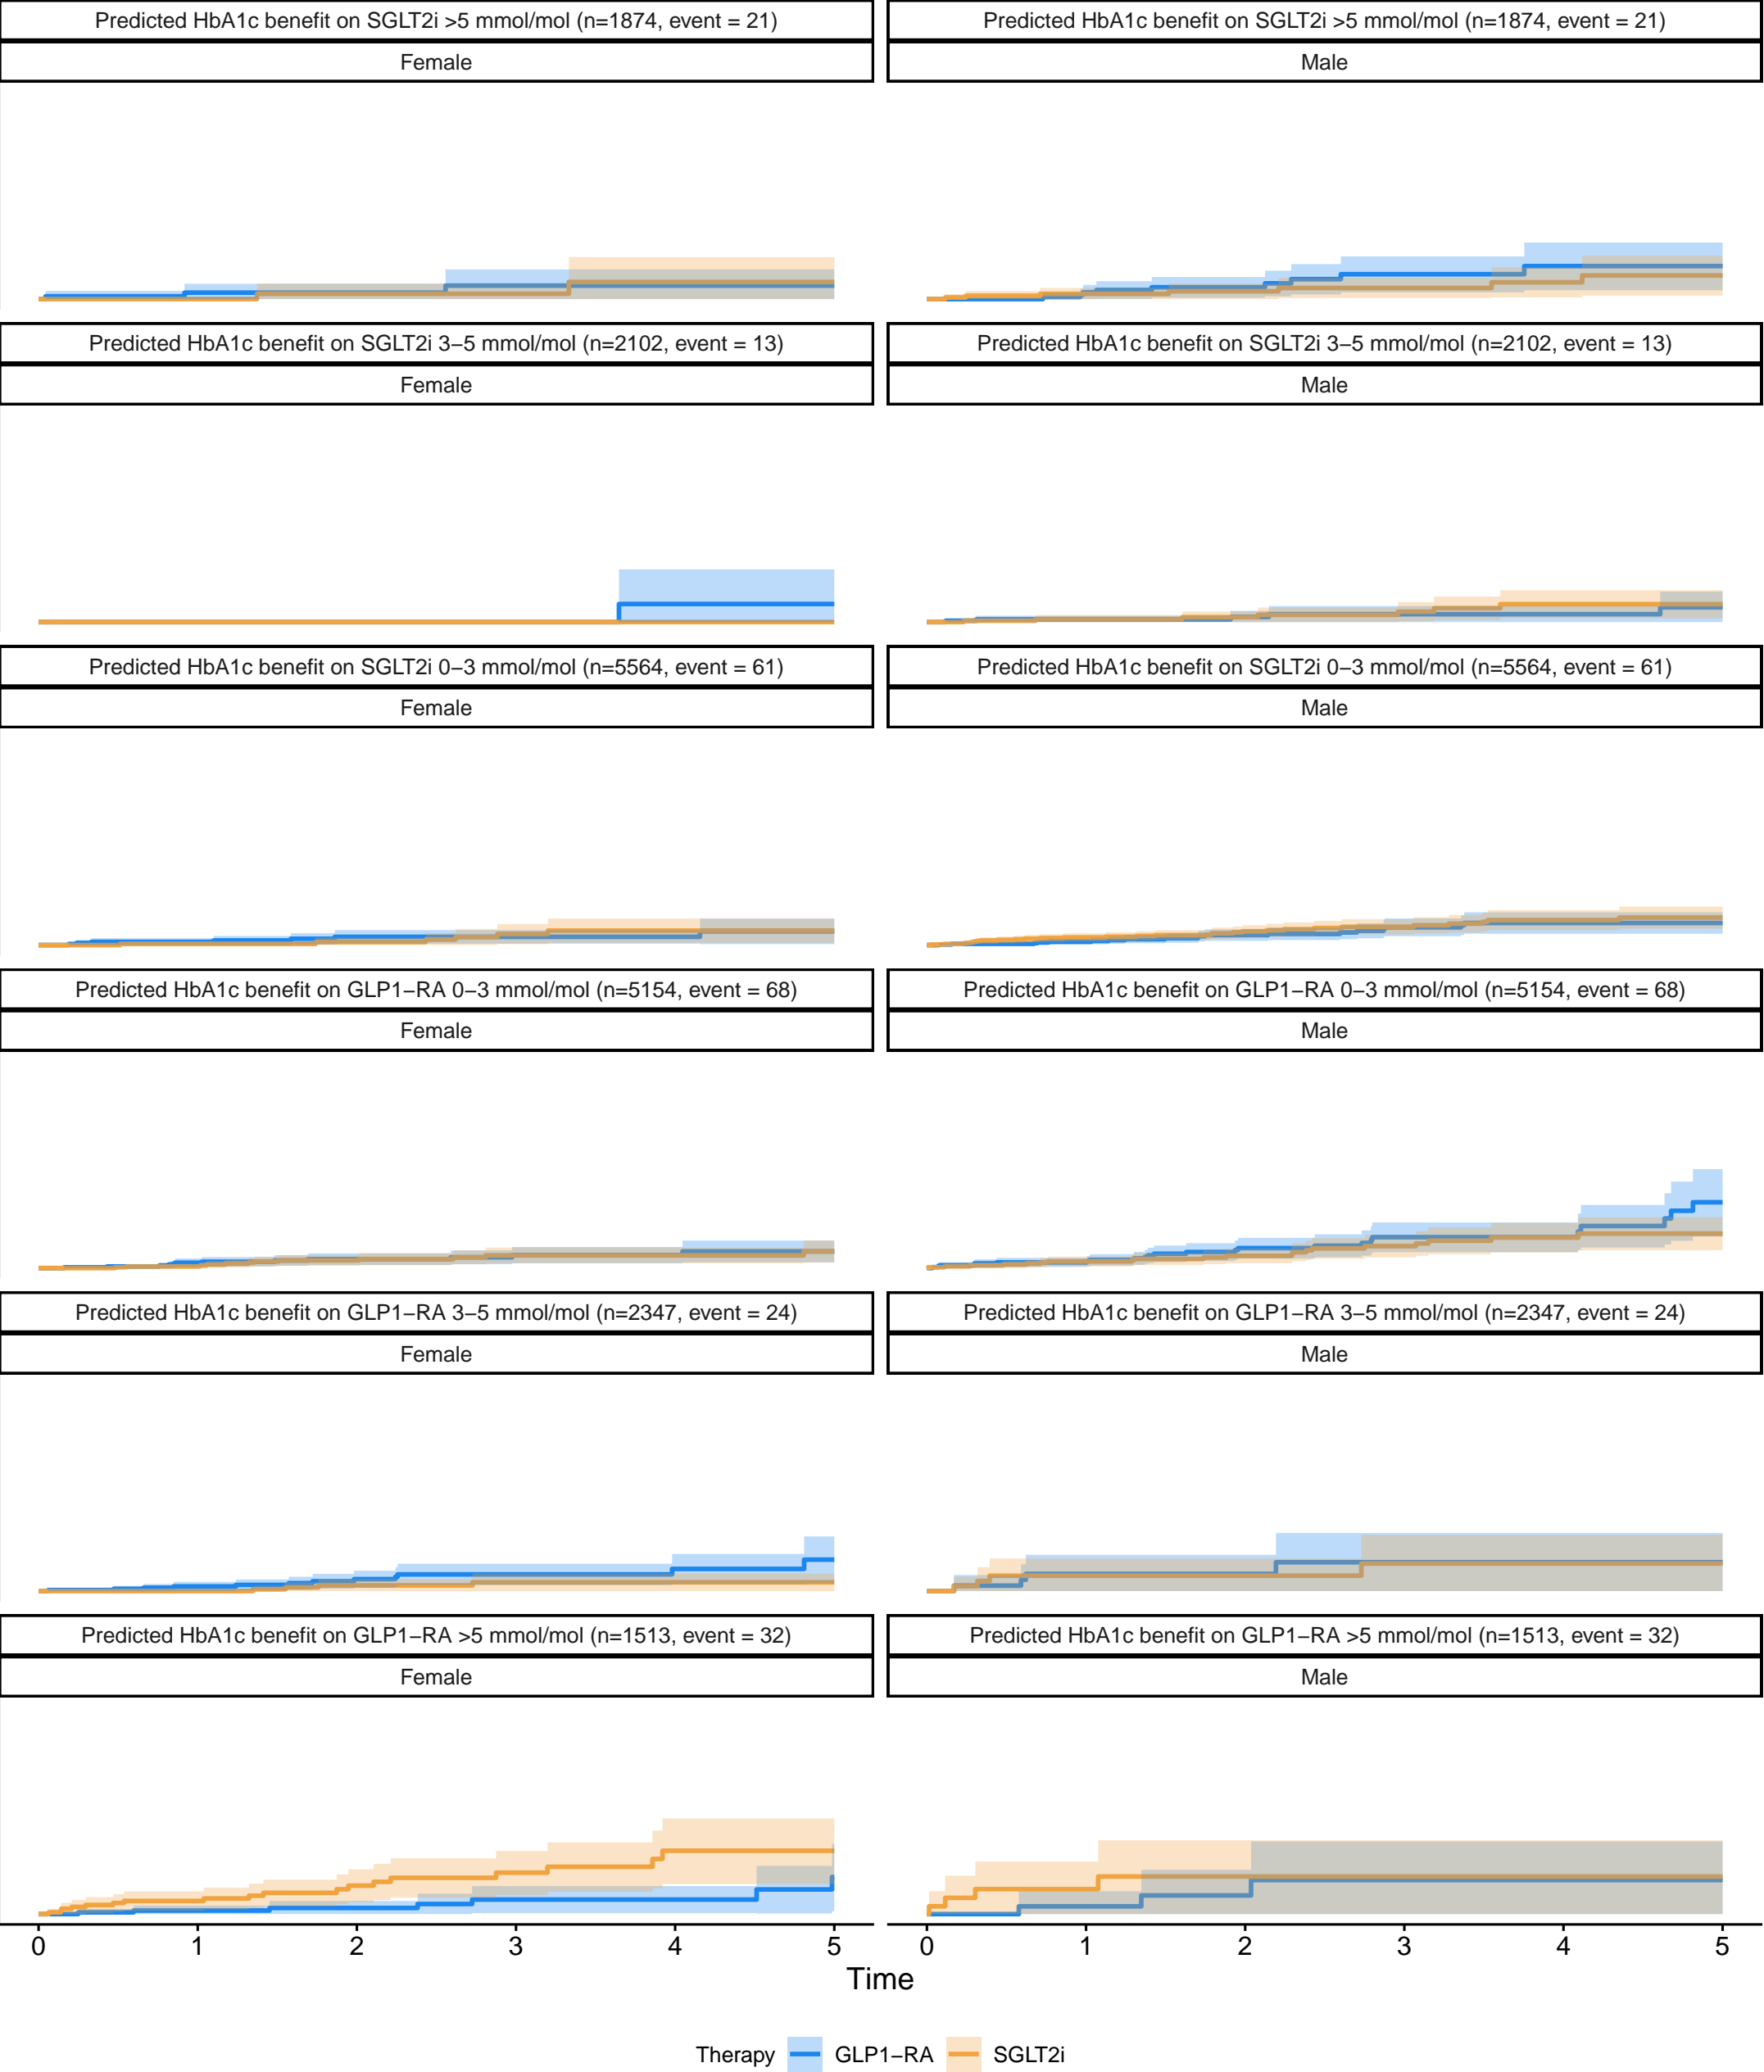 Predicted HbA1c benefit on SGLT2i >5 mmol/mol (n=1874, event = 21)
Predicted HbA1c benefit on SGLT2i >5 mmol/mol (n=1874, event = 21)
Female
Male
Predicted HbA1c benefit on SGLT2i 3−5 mmol/mol (n=2102, event = 13)
Predicted HbA1c benefit on SGLT2i 3−5 mmol/mol (n=2102, event = 13)
Female
Male
Predicted HbA1c benefit on SGLT2i 0−3 mmol/mol (n=5564, event = 61)
Predicted HbA1c benefit on SGLT2i 0−3 mmol/mol (n=5564, event = 61)
Female
Male
Predicted HbA1c benefit on GLP1−RA 0−3 mmol/mol (n=5154, event = 68)
Predicted HbA1c benefit on GLP1−RA 0−3 mmol/mol (n=5154, event = 68)
Female
Male
Predicted HbA1c benefit on GLP1−RA 3−5 mmol/mol (n=2347, event = 24)
Predicted HbA1c benefit on GLP1−RA 3−5 mmol/mol (n=2347, event = 24)
Female
Male
Predicted HbA1c benefit on GLP1−RA >5 mmol/mol (n=1513, event = 32)
Predicted HbA1c benefit on GLP1−RA >5 mmol/mol (n=1513, event = 32)
Female
Male
0 1 2 3 4 5
0 1 2 3 4 5
Time
Therapy GLP1−RA SGLT2i